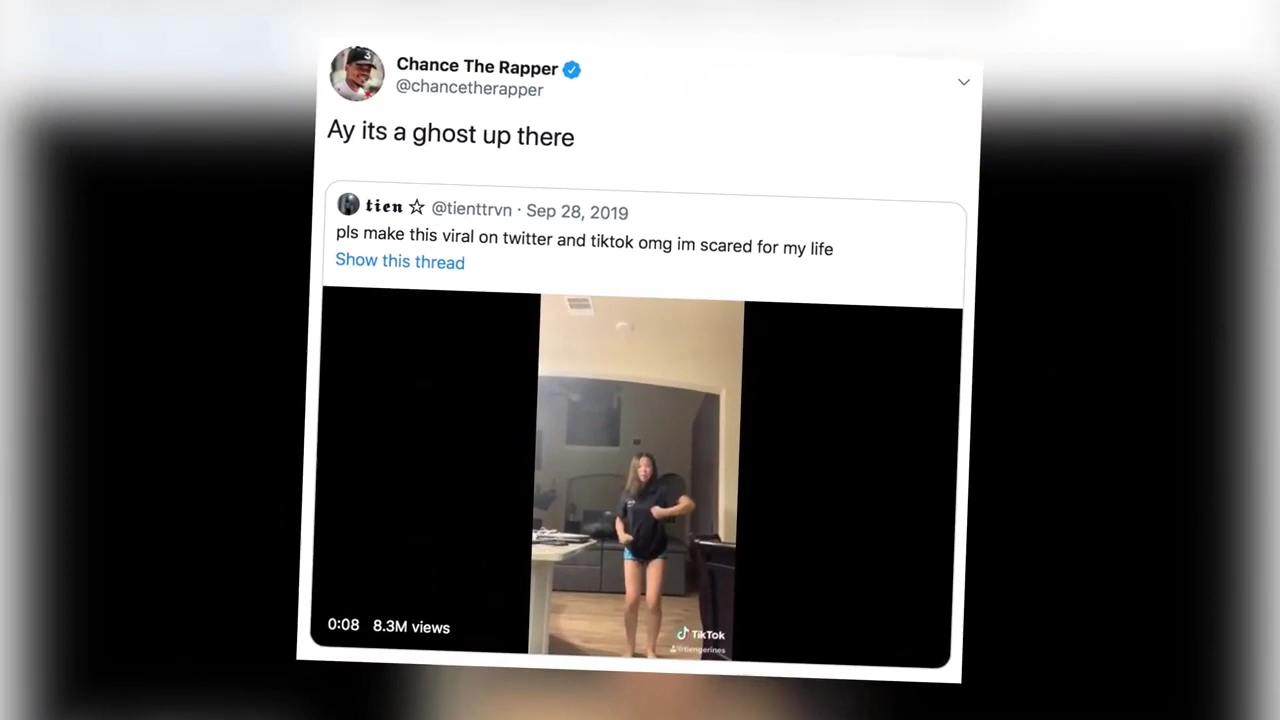 Chance The Rapper
@chancetherapper
Ay its a ghost up there
𝖙𝖎𝖊𝖓 ☆ @tienttrvn · Sep 28, 2019
pls make this viral on twitter and tiktok omg im scared for my life
Show this thread
0:08 8.3M views
TikTok